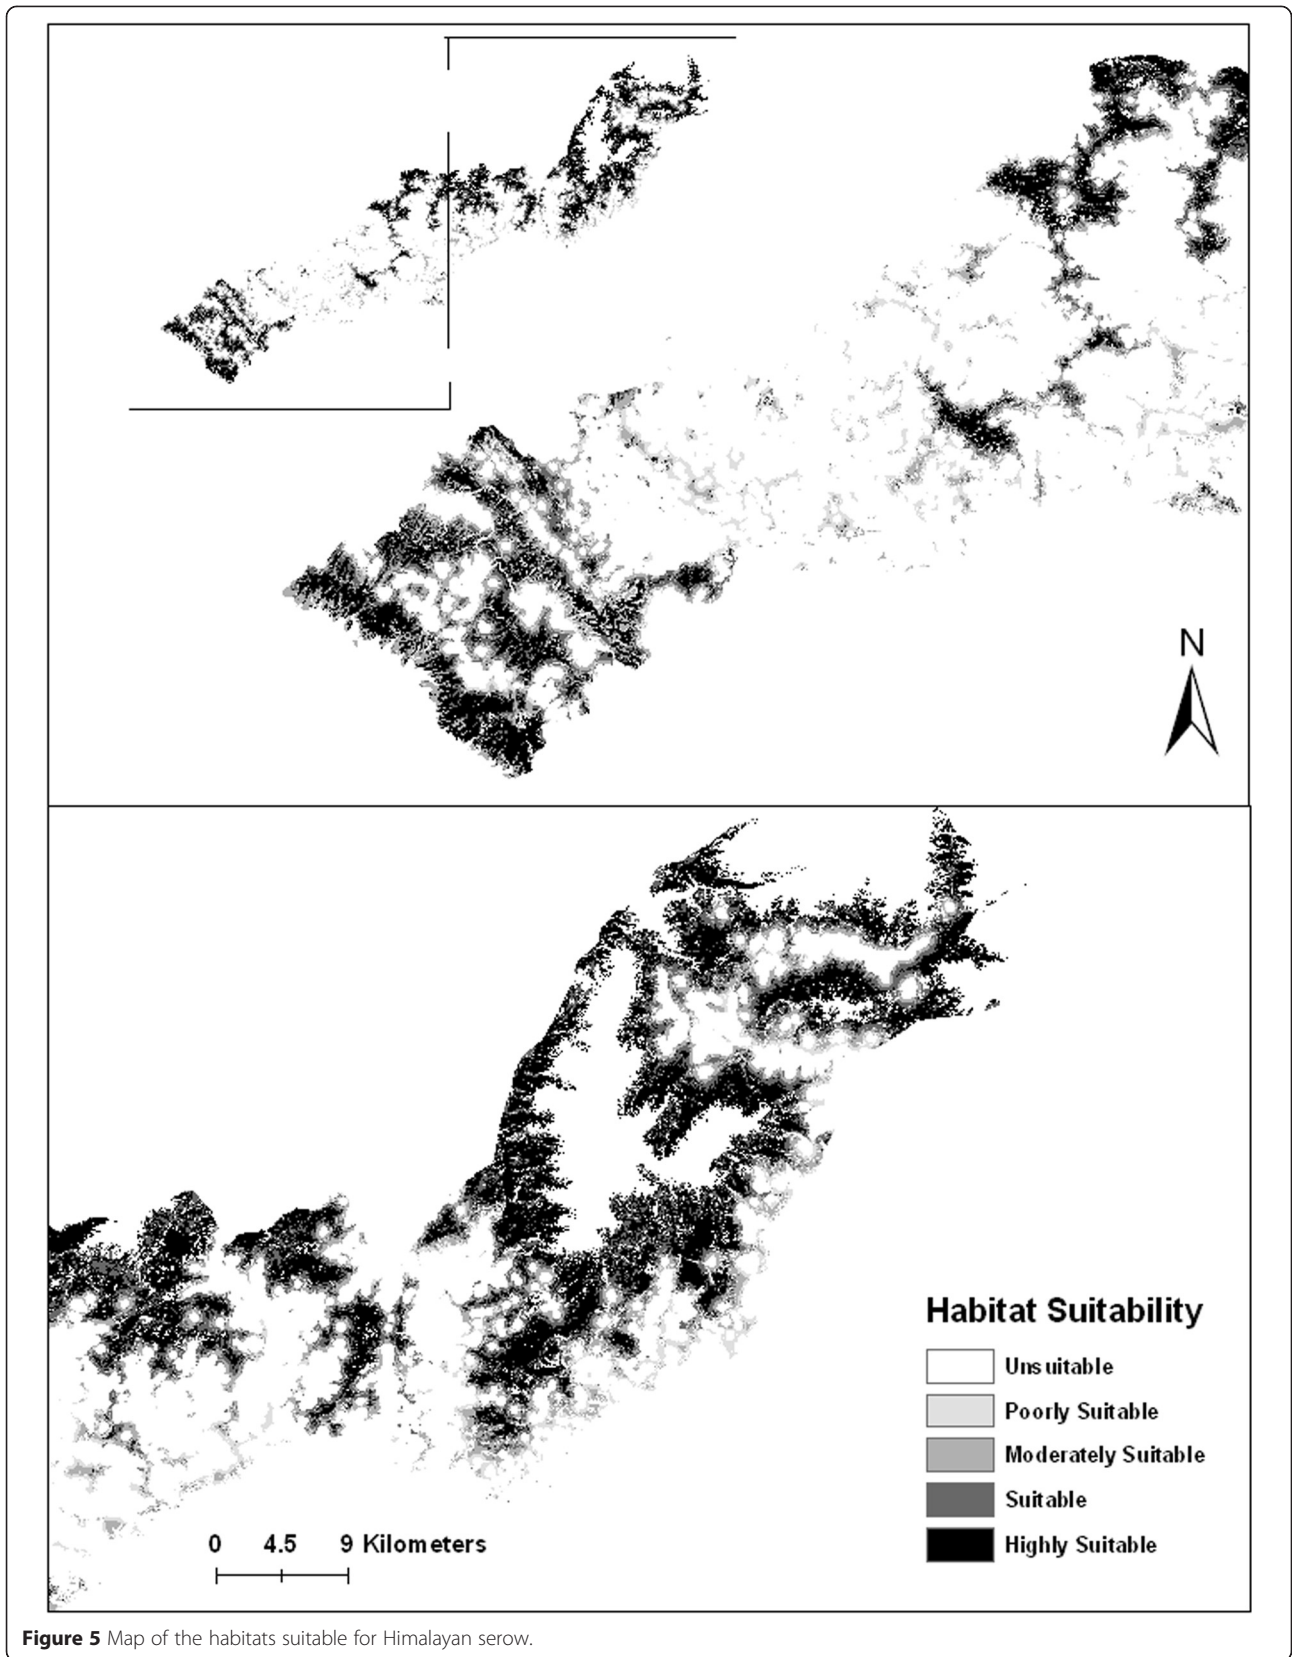 N
Habitat Suitability
Unsuitable
Poorly Suitable
Moderately Suitable
Suitable
Highly Suitable
0 4.5 9 Kilometers
Figure 5 Map of the habitats suitable for Himalayan serow.